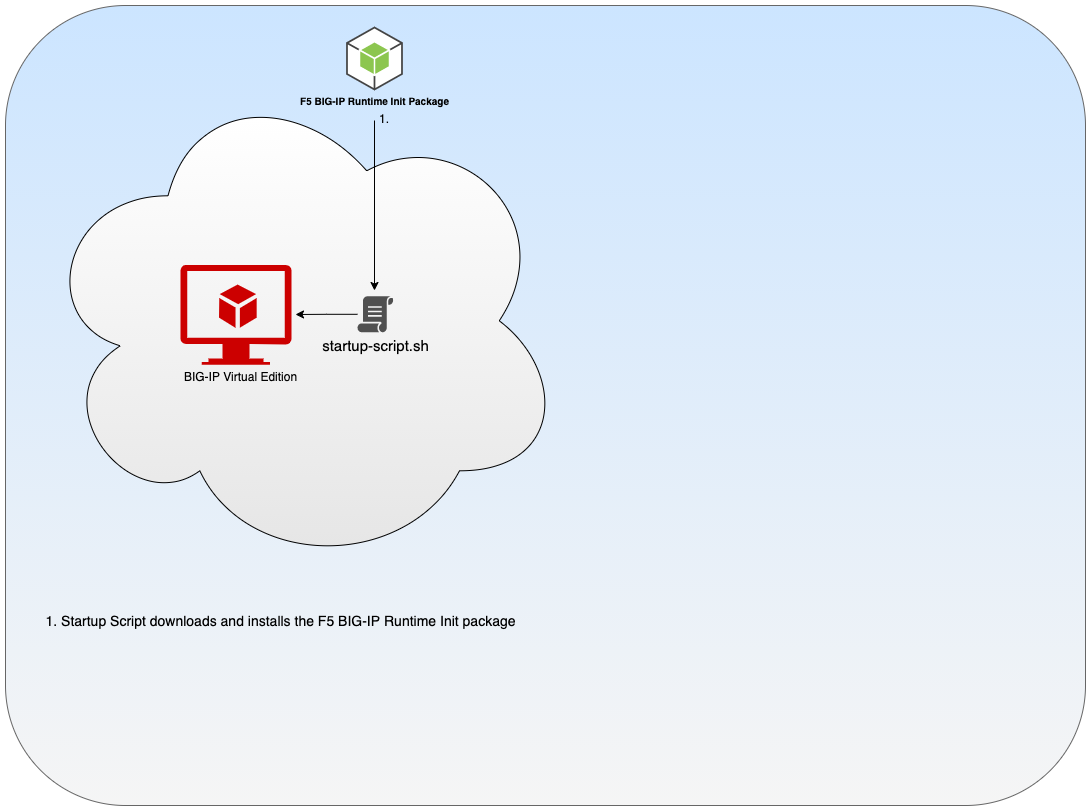 F5 BIG-IP Runtime Init Package
1.
startup-script.sh
BIG-IP Virtual Edition
1. Startup Script downloads and installs the F5 BIG-IP Runtime Init package